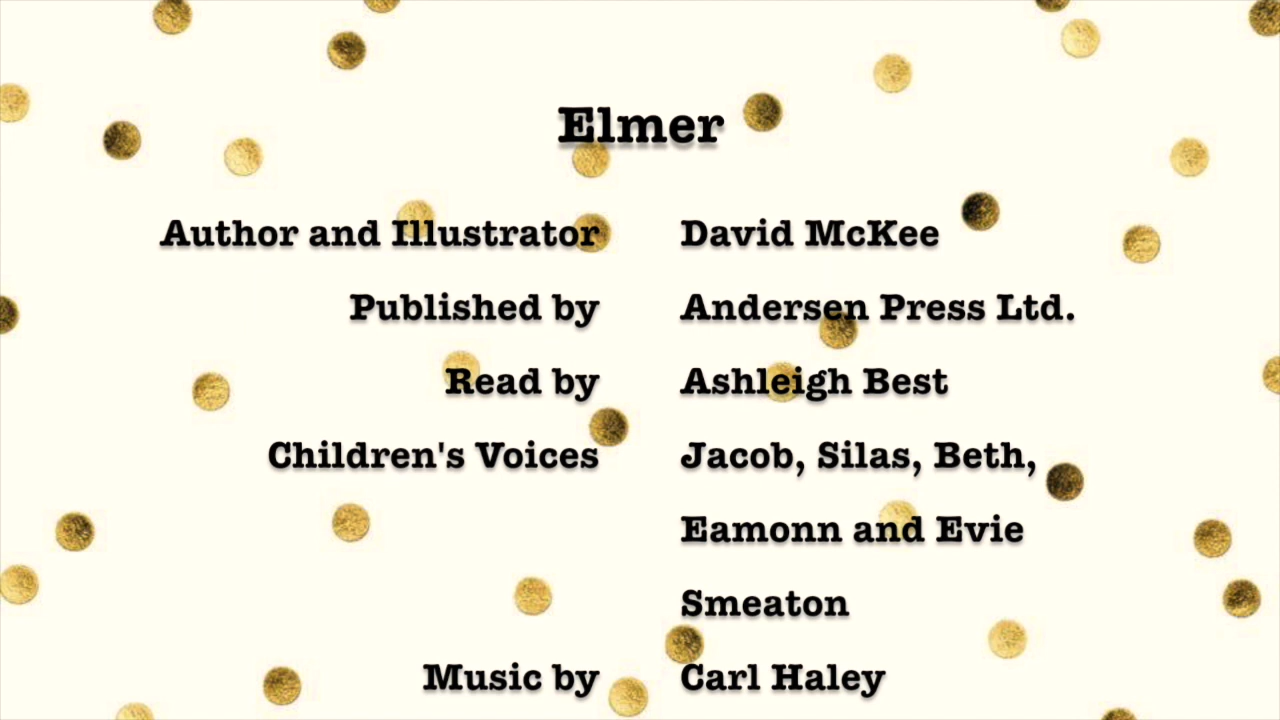 Elmer
Author and Illustrator David McKee
Published by Andersen Press Ltd.
Read by Ashleigh Best
Children's Voices Jacob, Silas, Beth,
Eamonn and Evie
Smeaton
Music by Carl Haley